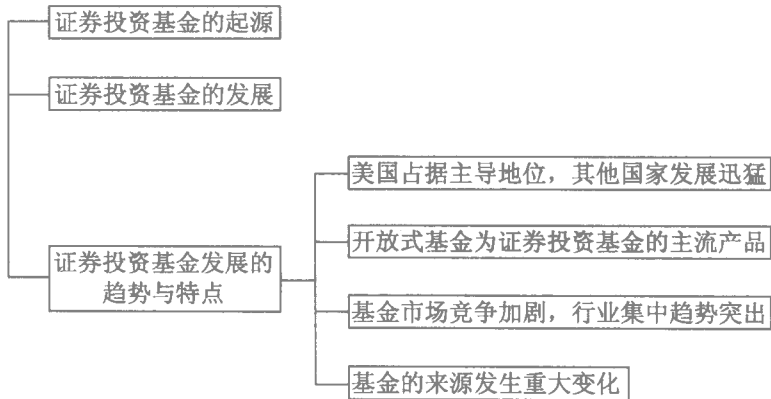 证券投资基金的起源
证券投资基金的发展
美国占据主导地位，其他国家发展迅猛
开放式基金为证券投资基金的主流产品
证券投资基金发展的
趋势与特点
基金市场竞争加剧，行业集中趋势突出
基金的来源发生重大变化